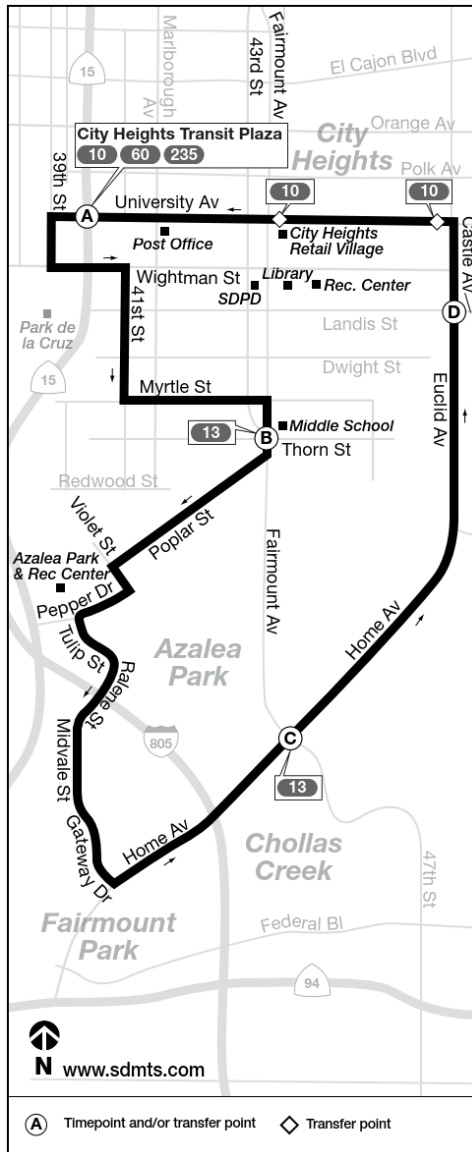 Fairmount Av
43rd St
Marlborough
Av
El Cajon Blvd
15
Orange Av
City Heights Transit Plaza
10 60 235
City
Heights
Polk Av
39th St
10
10
A
University Av
Castle Av
Post Office
City Heights
Retail Village
Wightman St
Library
SDPD
Rec. Center
41st St
D
Park de
la Cruz
Landis St
Dwight St
15
Euclid Av
Myrtle St
Middle School
13
B
Thorn St
Redwood St
Violet St
Poplar St
Azalea Park
& Rec Center
Fairmount Av
Pepper Dr
Tulip St
Azalea
Park
Home Av
Ralene St
805
C
Midvale St
13
Home Av
Gateway Dr
Chollas
Creek
47th St
Fairmount
Park
Federal Bl
94
N www.sdmts.com
A Timepoint and/or transfer point
Transfer point